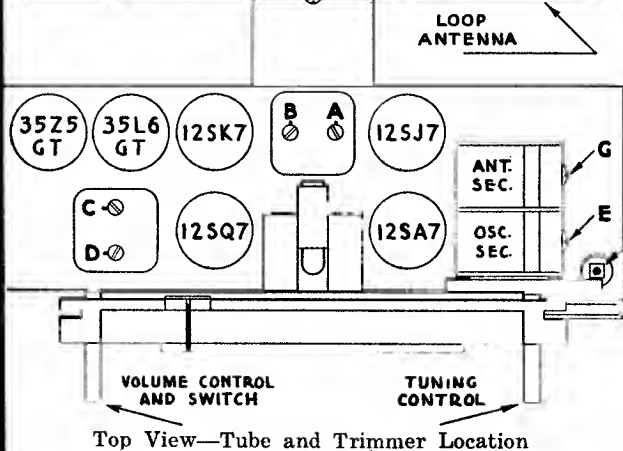 LOOP
ANTENNA
35Z5
GT
35L6
GT
12SK7
B A
12SJ7
ANT.
SEC.
G
C
D
12SQ7
12SA7
OSC.
SEC.
E
VOLUME CONTROL
AND SWITCH
TUNING
CONTROL
Top View—Tube and Trimmer Location